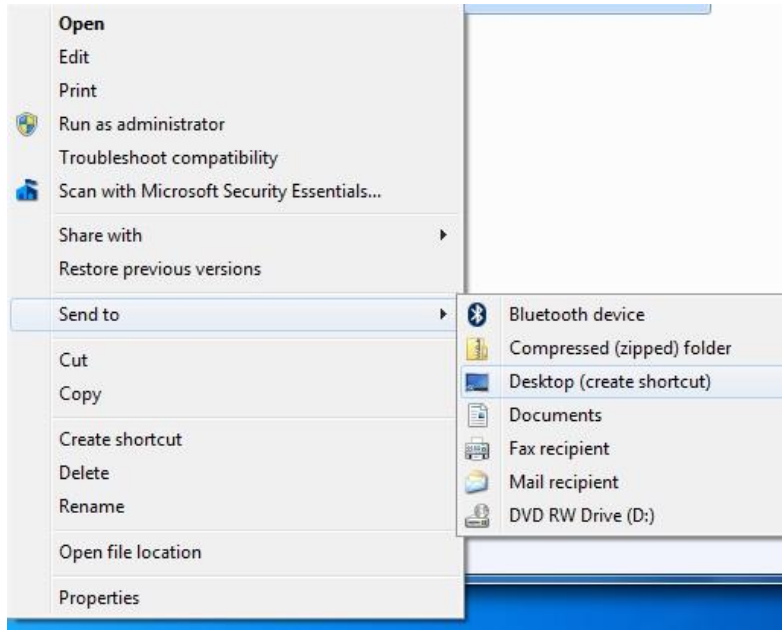 Open
Edit
Print
Run as administrator
Troubleshoot compatibility
Scan with Microsoft Security Essentials...
Share with
Restore previous versions
Send to
Cut
Copy
Create shortcut
Delete
Rename
Open file location
Properties
Bluetooth device
Compressed (zipped) folder
Desktop (create shortcut)
Documents
Fax recipient
Mail recipient
DVD RW Drive (D:)